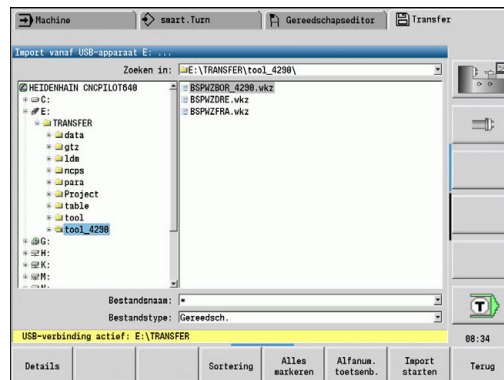 Machine
smart.Turn
Gereedschapseditor
Transfer
Import vanaf USB-apparaat E: ...
Zoeken in: E:\TRANSFER\tool_4290\
HEIDENHAIN CNCPILOT640
C:
E:
TRANSFER
data
gtz
ldm
ncps
para
Project
table
tool
tool_4290
G:
H:
K:
M:
BSPWZBOR_4290.wkz
BSPWZDRE.wkz
BSPWZFRA.wkz
Bestandsnaam: *
Bestandstype: Gereedsch.
USB-verbinding actief: E:\TRANSFER
T
08:34
Details
Sortering
Alles markeren
Alfanum. toetsenb.
Import starten
Terug